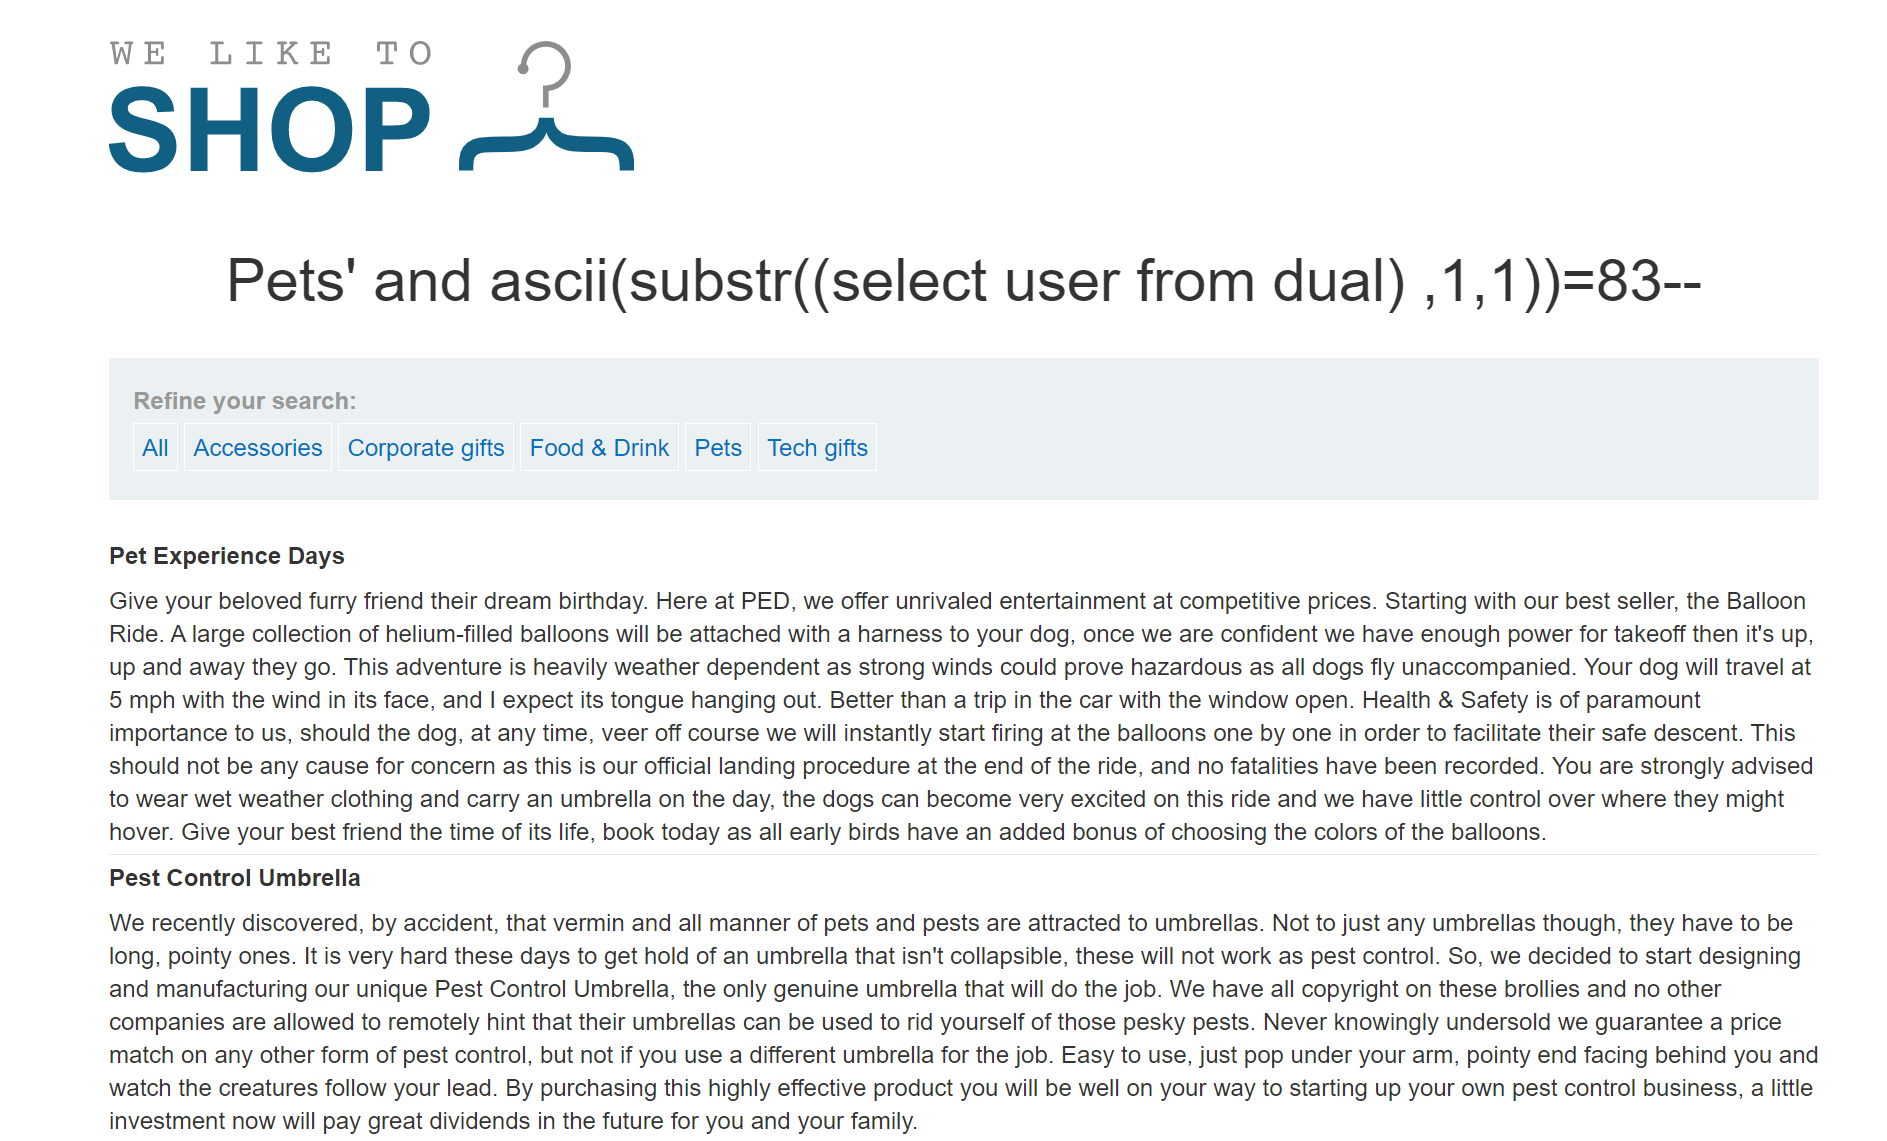 WE LIKE TO
SHOP
Pets' and ascii(substr((select user from dual) ,1,1))=83--
Refine your search:
All Accessories Corporate gifts Food & Drink Pets Tech gifts
Pet Experience Days
Give your beloved furry friend their dream birthday. Here at PED, we offer unrivaled entertainment at competitive prices. Starting with our best seller, the Balloon
Ride. A large collection of helium-filled balloons will be attached with a harness to your dog, once we are confident we have enough power for takeoff then it's up,
up and away they go. This adventure is heavily weather dependent as strong winds could prove hazardous as all dogs fly unaccompanied. Your dog will travel at
5 mph with the wind in its face, and I expect its tongue hanging out. Better than a trip in the car with the window open. Health & Safety is of paramount
importance to us, should the dog, at any time, veer off course we will instantly start firing at the balloons one by one in order to facilitate their safe descent. This
should not be any cause for concern as this is our official landing procedure at the end of the ride, and no fatalities have been recorded. You are strongly advised
to wear wet weather clothing and carry an umbrella on the day, the dogs can become very excited on this ride and we have little control over where they might
hover. Give your best friend the time of its life, book today as all early birds have an added bonus of choosing the colors of the balloons.
Pest Control Umbrella
We recently discovered, by accident, that vermin and all manner of pets and pests are attracted to umbrellas. Not to just any umbrellas though, they have to be
long, pointy ones. It is very hard these days to get hold of an umbrella that isn't collapsible, these will not work as pest control. So, we decided to start designing
and manufacturing our unique Pest Control Umbrella, the only genuine umbrella that will do the job. We have all copyright on these brollies and no other
companies are allowed to remotely hint that their umbrellas can be used to rid yourself of those pesky pests. Never knowingly undersold we guarantee a price
match on any other form of pest control, but not if you use a different umbrella for the job. Easy to use, just pop under your arm, pointy end facing behind you and
watch the creatures follow your lead. By purchasing this highly effective product you will be well on your way to starting up your own pest control business, a little
investment now will pay great dividends in the future for you and your family.